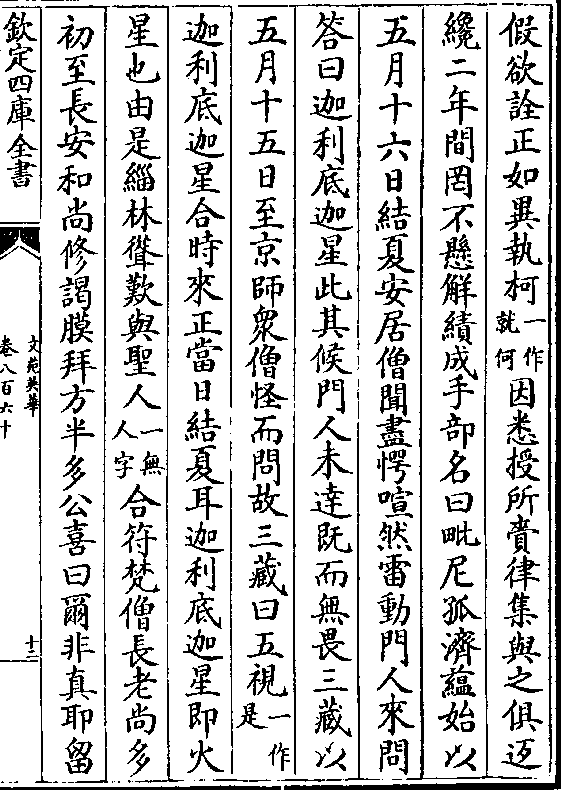 假欲詮正如異執柯一作就何因悉授所賷律集與之俱迈
纔二年間罔不懸解績成手部名曰毗尼孤濟藴始以
五月十六日結夏安居僧聞盡愕喧然雷動門人來問
答曰迦利底迦星此其候門人未達既而無畏三藏以
五月十五日至京師衆僧怪而問故三藏曰五視一作是
迦利底迦星合時來正當日結夏耳迦利底迦星即火
星也由是緇林聳歎與聖人一無人字合符梵僧長老尚多
初至長安和尚修謁膜拜方半多公喜曰爾非真耶留
欽定四庫全書
文苑英華
卷八百六十
十三